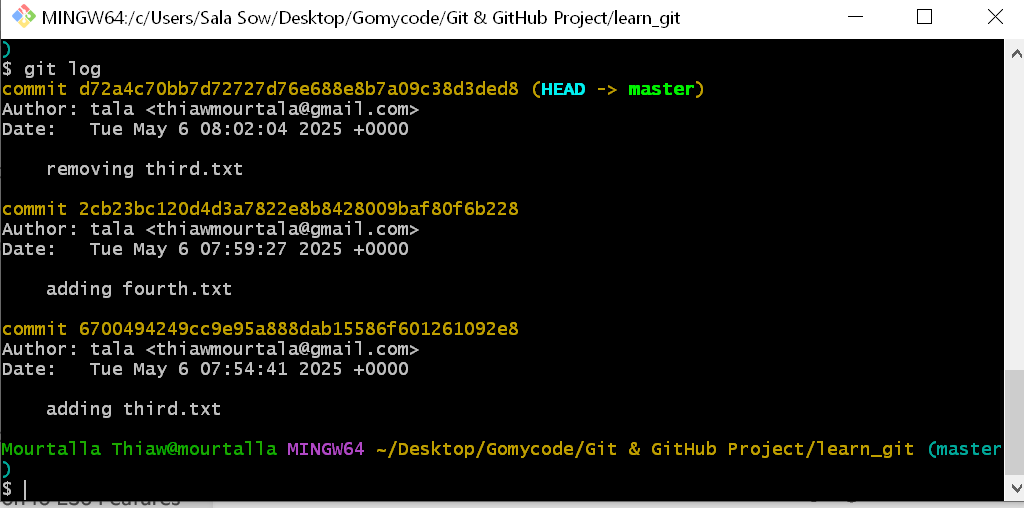 MINGW64:/c/Users/Sala Sow/Desktop/Gomycode/Git & GitHub Project/learn_git
)
$ git log
commit d72a4c70bb7d72727d76e688e8b7a09c38d3ded8 (HEAD -> master)
Author: tala <thiawmourtala@gmail.com>
Date:   Tue May 6 08:02:04 2025 +0000
    removing third.txt
commit 2cb23bc120d4d3a7822e8b8428009baf80f6b228
Author: tala <thiawmourtala@gmail.com>
Date:   Tue May 6 07:59:27 2025 +0000
    adding fourth.txt
commit 6700494249cc9e95a888dab15586f601261092e8
Author: tala <thiawmourtala@gmail.com>
Date:   Tue May 6 07:54:41 2025 +0000
    adding third.txt
Mourtalla Thiaw@mourtalla MINGW64 ~/Desktop/Gomycode/Git & GitHub Project/learn_git (master
)
$